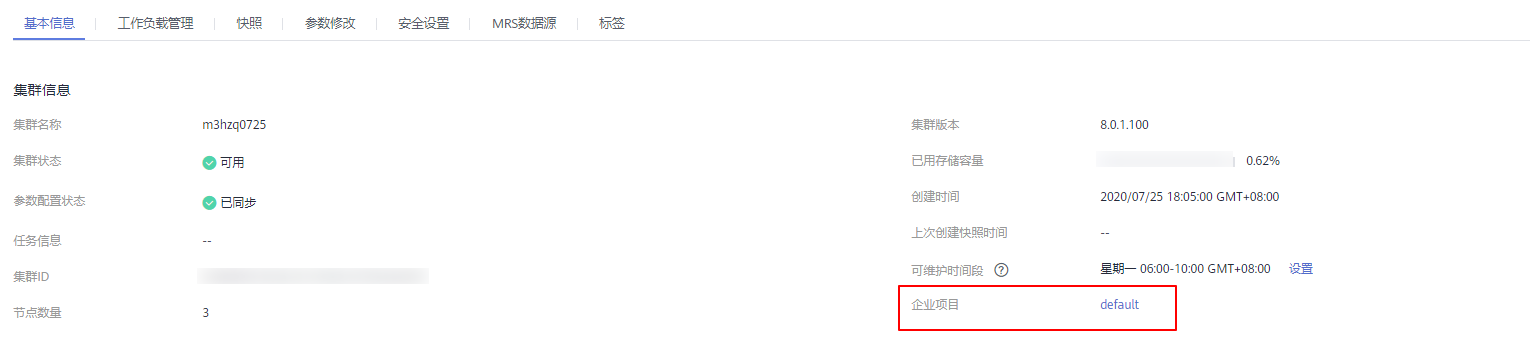 基本信息 工作负载管理 快照 参数修改 安全设置 MRS数据源 标签
集群信息
集群名称 m3hzq0725
集群状态 可用
参数配置状态 已同步
任务信息 --
集群ID
节点数量 3
集群版本 8.0.1.100
已用存储容量 0.62%
创建时间 2020/07/25 18:05:00 GMT+08:00
上次创建快照时间 --
可维护时间段 ? 星期一 06:00-10:00 GMT+08:00 设置
企业项目 default